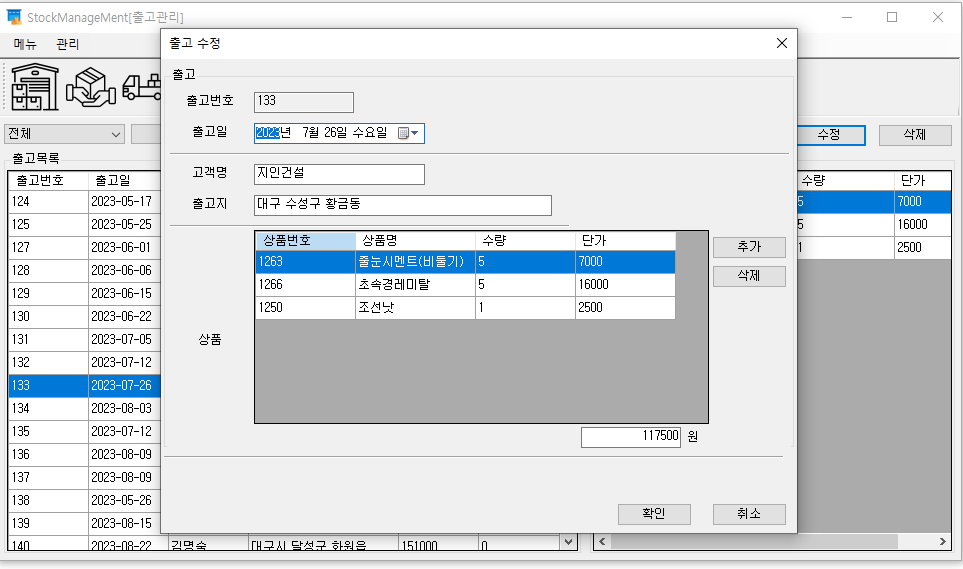 StockManageMent[출고관리]
메뉴 관리
전체
수정 삭제
출고목록
출고번호 출고일
124 2023-05-17
125 2023-05-25
127 2023-06-01
128 2023-06-06
129 2023-06-15
130 2023-06-22
131 2023-07-05
132 2023-07-12
133 2023-07-26
134 2023-08-03
135 2023-07-12
136 2023-08-09
137 2023-08-09
138 2023-05-26
139 2023-08-15
140 2023-08-22 김명숙 대구시 달성군 화원읍 151000 0
출고 수정
출고
출고번호 133
출고일 2023년 7월 26일 수요일
고객명 지인건설
출고지 대구 수성구 황금동
상품
상품번호 상품명 수량 단가
1263 줄눈시멘트(비둘기) 5 7000
1266 초속경레미탈 5 16000
1250 조선낫 1 2500
추가
삭제
117500 원
확인 취소
수량 단가
5 7000
5 16000
1 2500